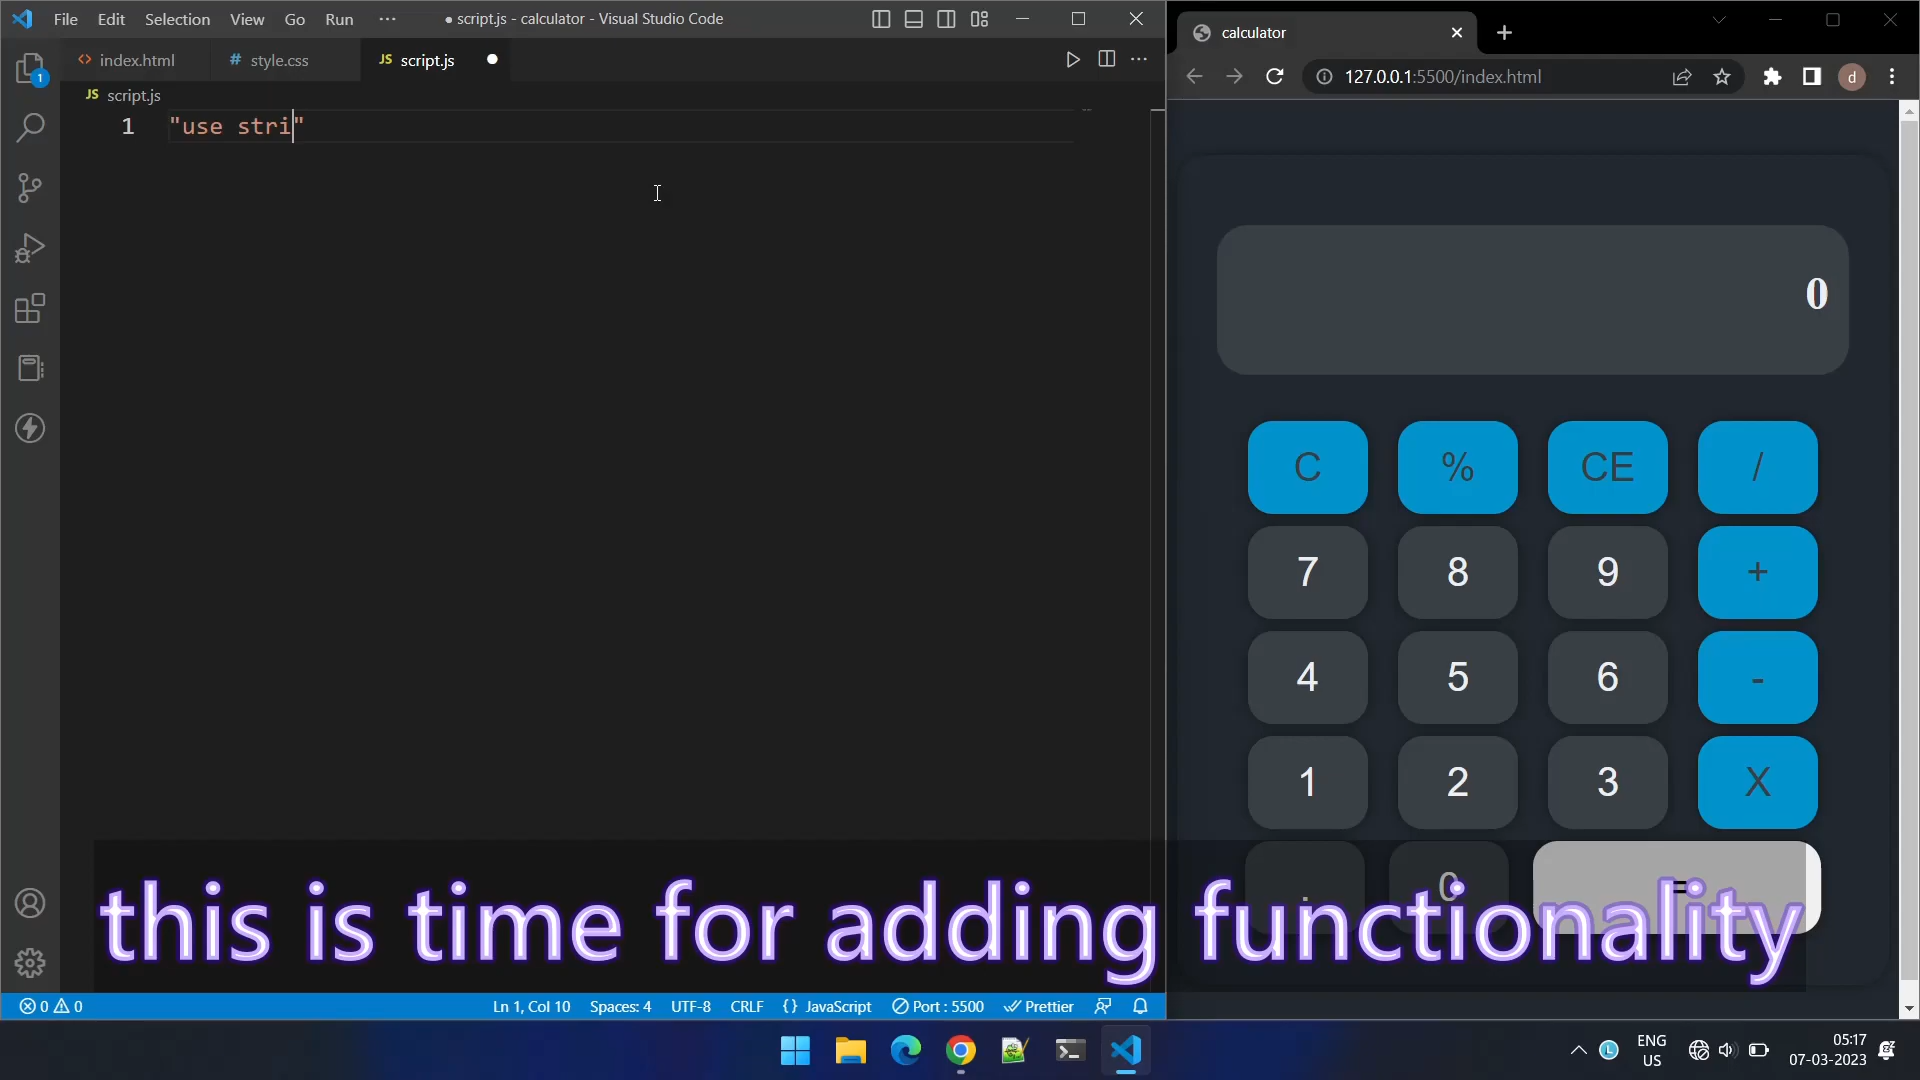 File Edit Selection View Go Run ··· ● script.js - calculator - Visual Studio Code
<> index.html # style.css JS script.js ●
JS script.js
1 "use stri"
0 0
Ln 1, Col 10 Spaces: 4 UTF-8 CRLF {} JavaScript Port : 5500 Prettier
calculator
127.0.0.1:5500/index.html d
0
C % CE /
7 8 9 +
4 5 6 -
1 2 3 X
. 0 =
this is time for adding functionality
1
L ENG US 05:17 07-03-2023